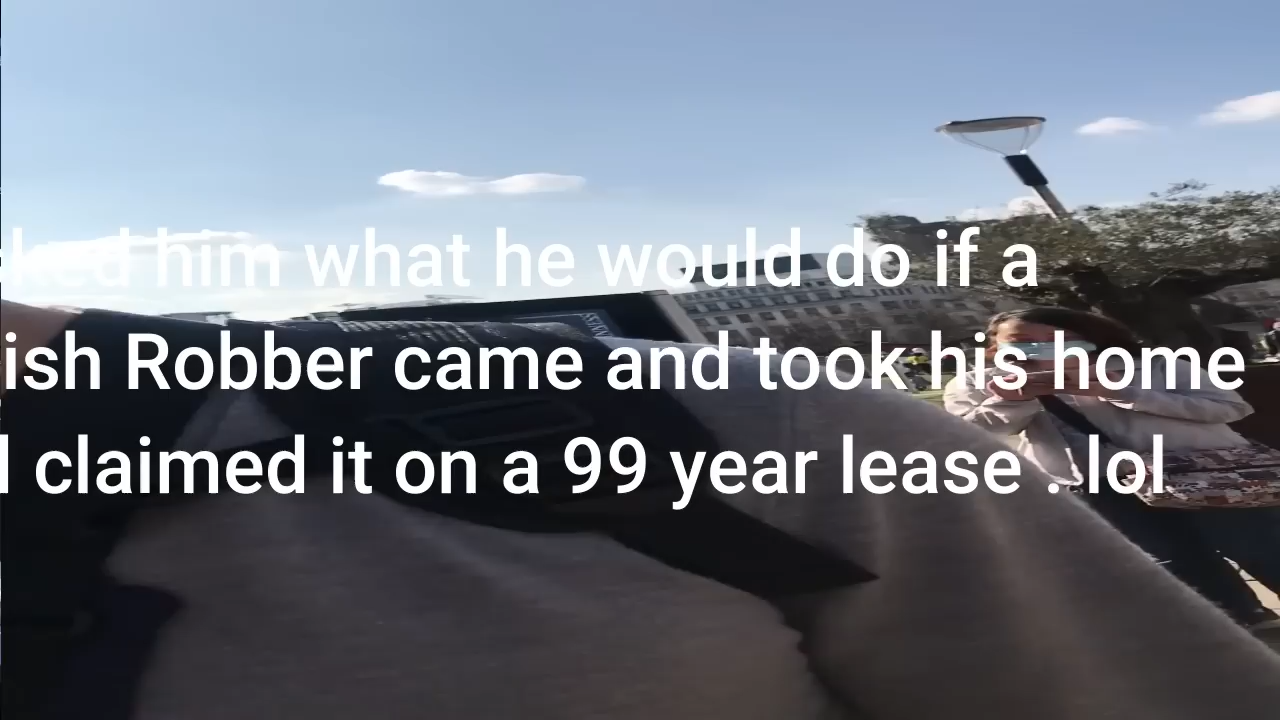 ked him what he would do if a
ish Robber came and took his home
claimed it on a 99 year lease . lol